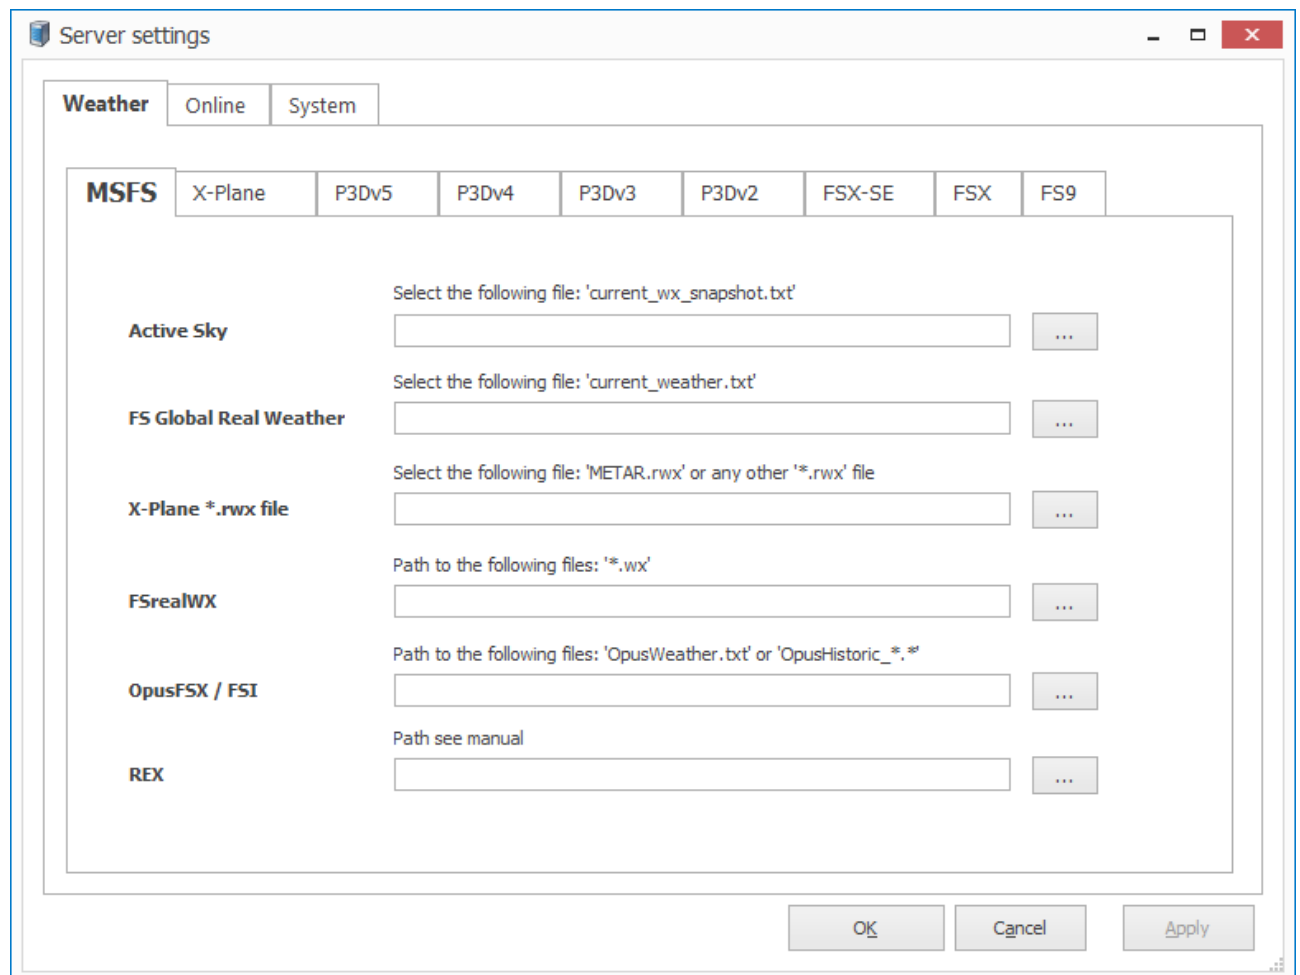 Server settings
Weather Online System
MSFS X-Plane P3Dv5 P3Dv4 P3Dv3 P3Dv2 FSX-SE FSX FS9
Select the following file: 'current_wx_snapshot.txt'
Active Sky ...
Select the following file: 'current_weather.txt'
FS Global Real Weather ...
Select the following file: 'METAR.rwx' or any other '*.rwx' file
X-Plane *.rwx file ...
Path to the following files: '*.wx'
FSrealWX ...
Path to the following files: 'OpusWeather.txt' or 'OpusHistoric_*.*'
OpusFSX / FSI ...
Path see manual
REX ...
OK Cancel Apply